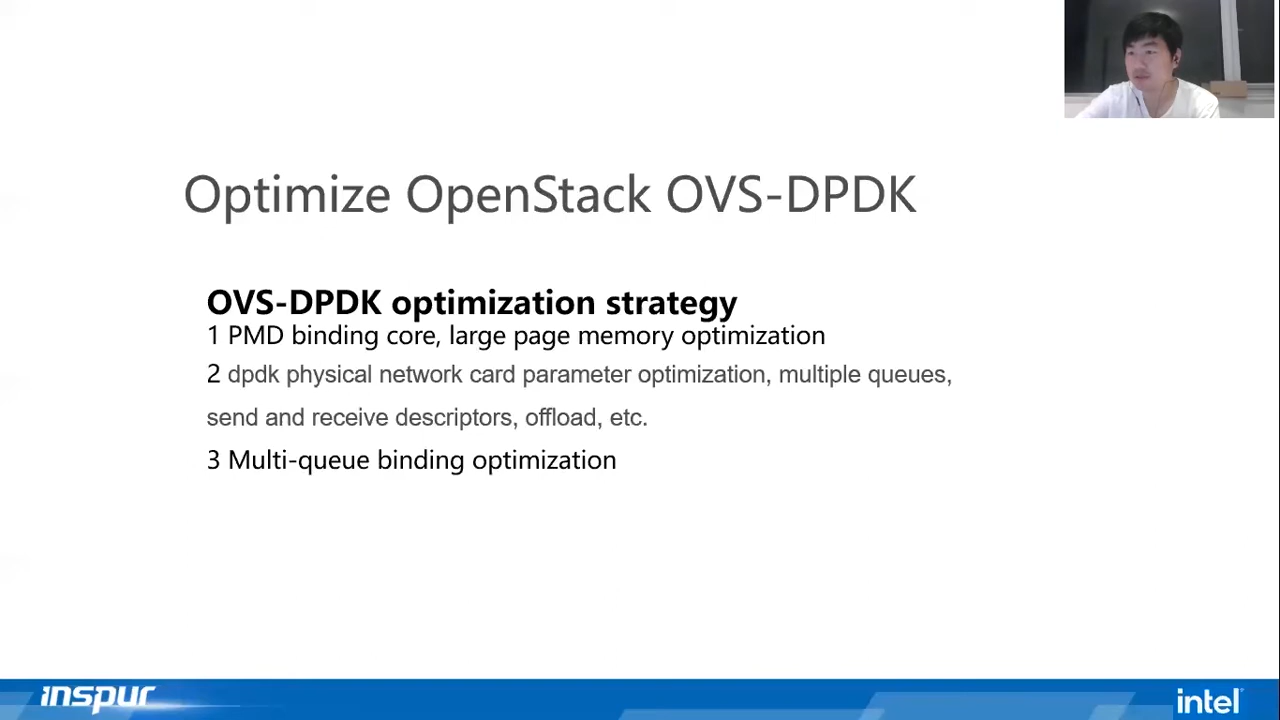 Optimize OpenStack OVS-DPDK
OVS-DPDK optimization strategy
1 PMD binding core, large page memory optimization
2 dpdk physical network card parameter optimization, multiple queues,
send and receive descriptors, offload, etc.
3 Multi-queue binding optimization
inspur
intel